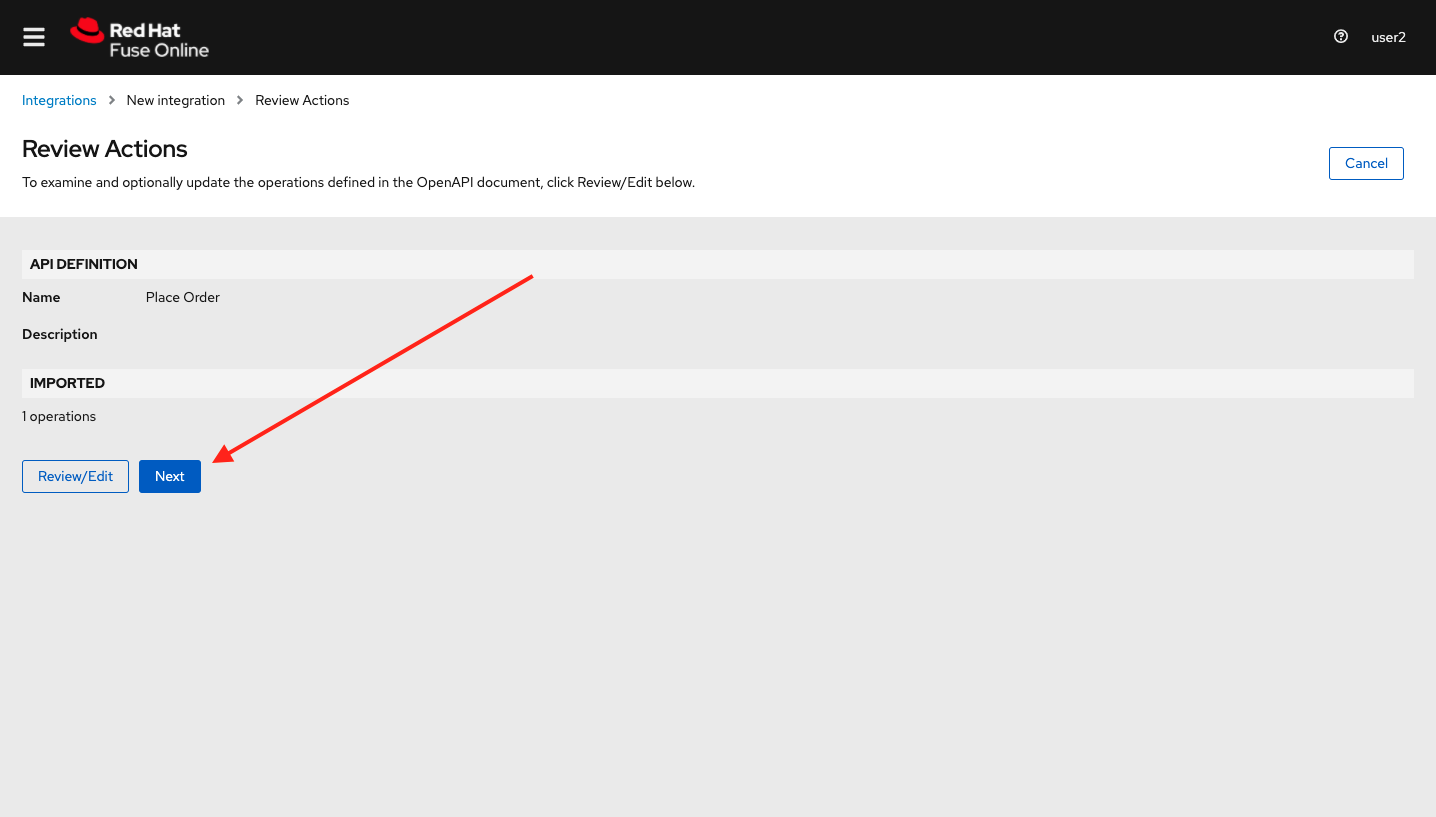 Red Hat
Fuse Online
user2
Integrations > New integration > Review Actions
Review Actions
Cancel
To examine and optionally update the operations defined in the OpenAPI document, click Review/Edit below.
API DEFINITION
Name Place Order
Description
IMPORTED
1 operations
Review/Edit Next